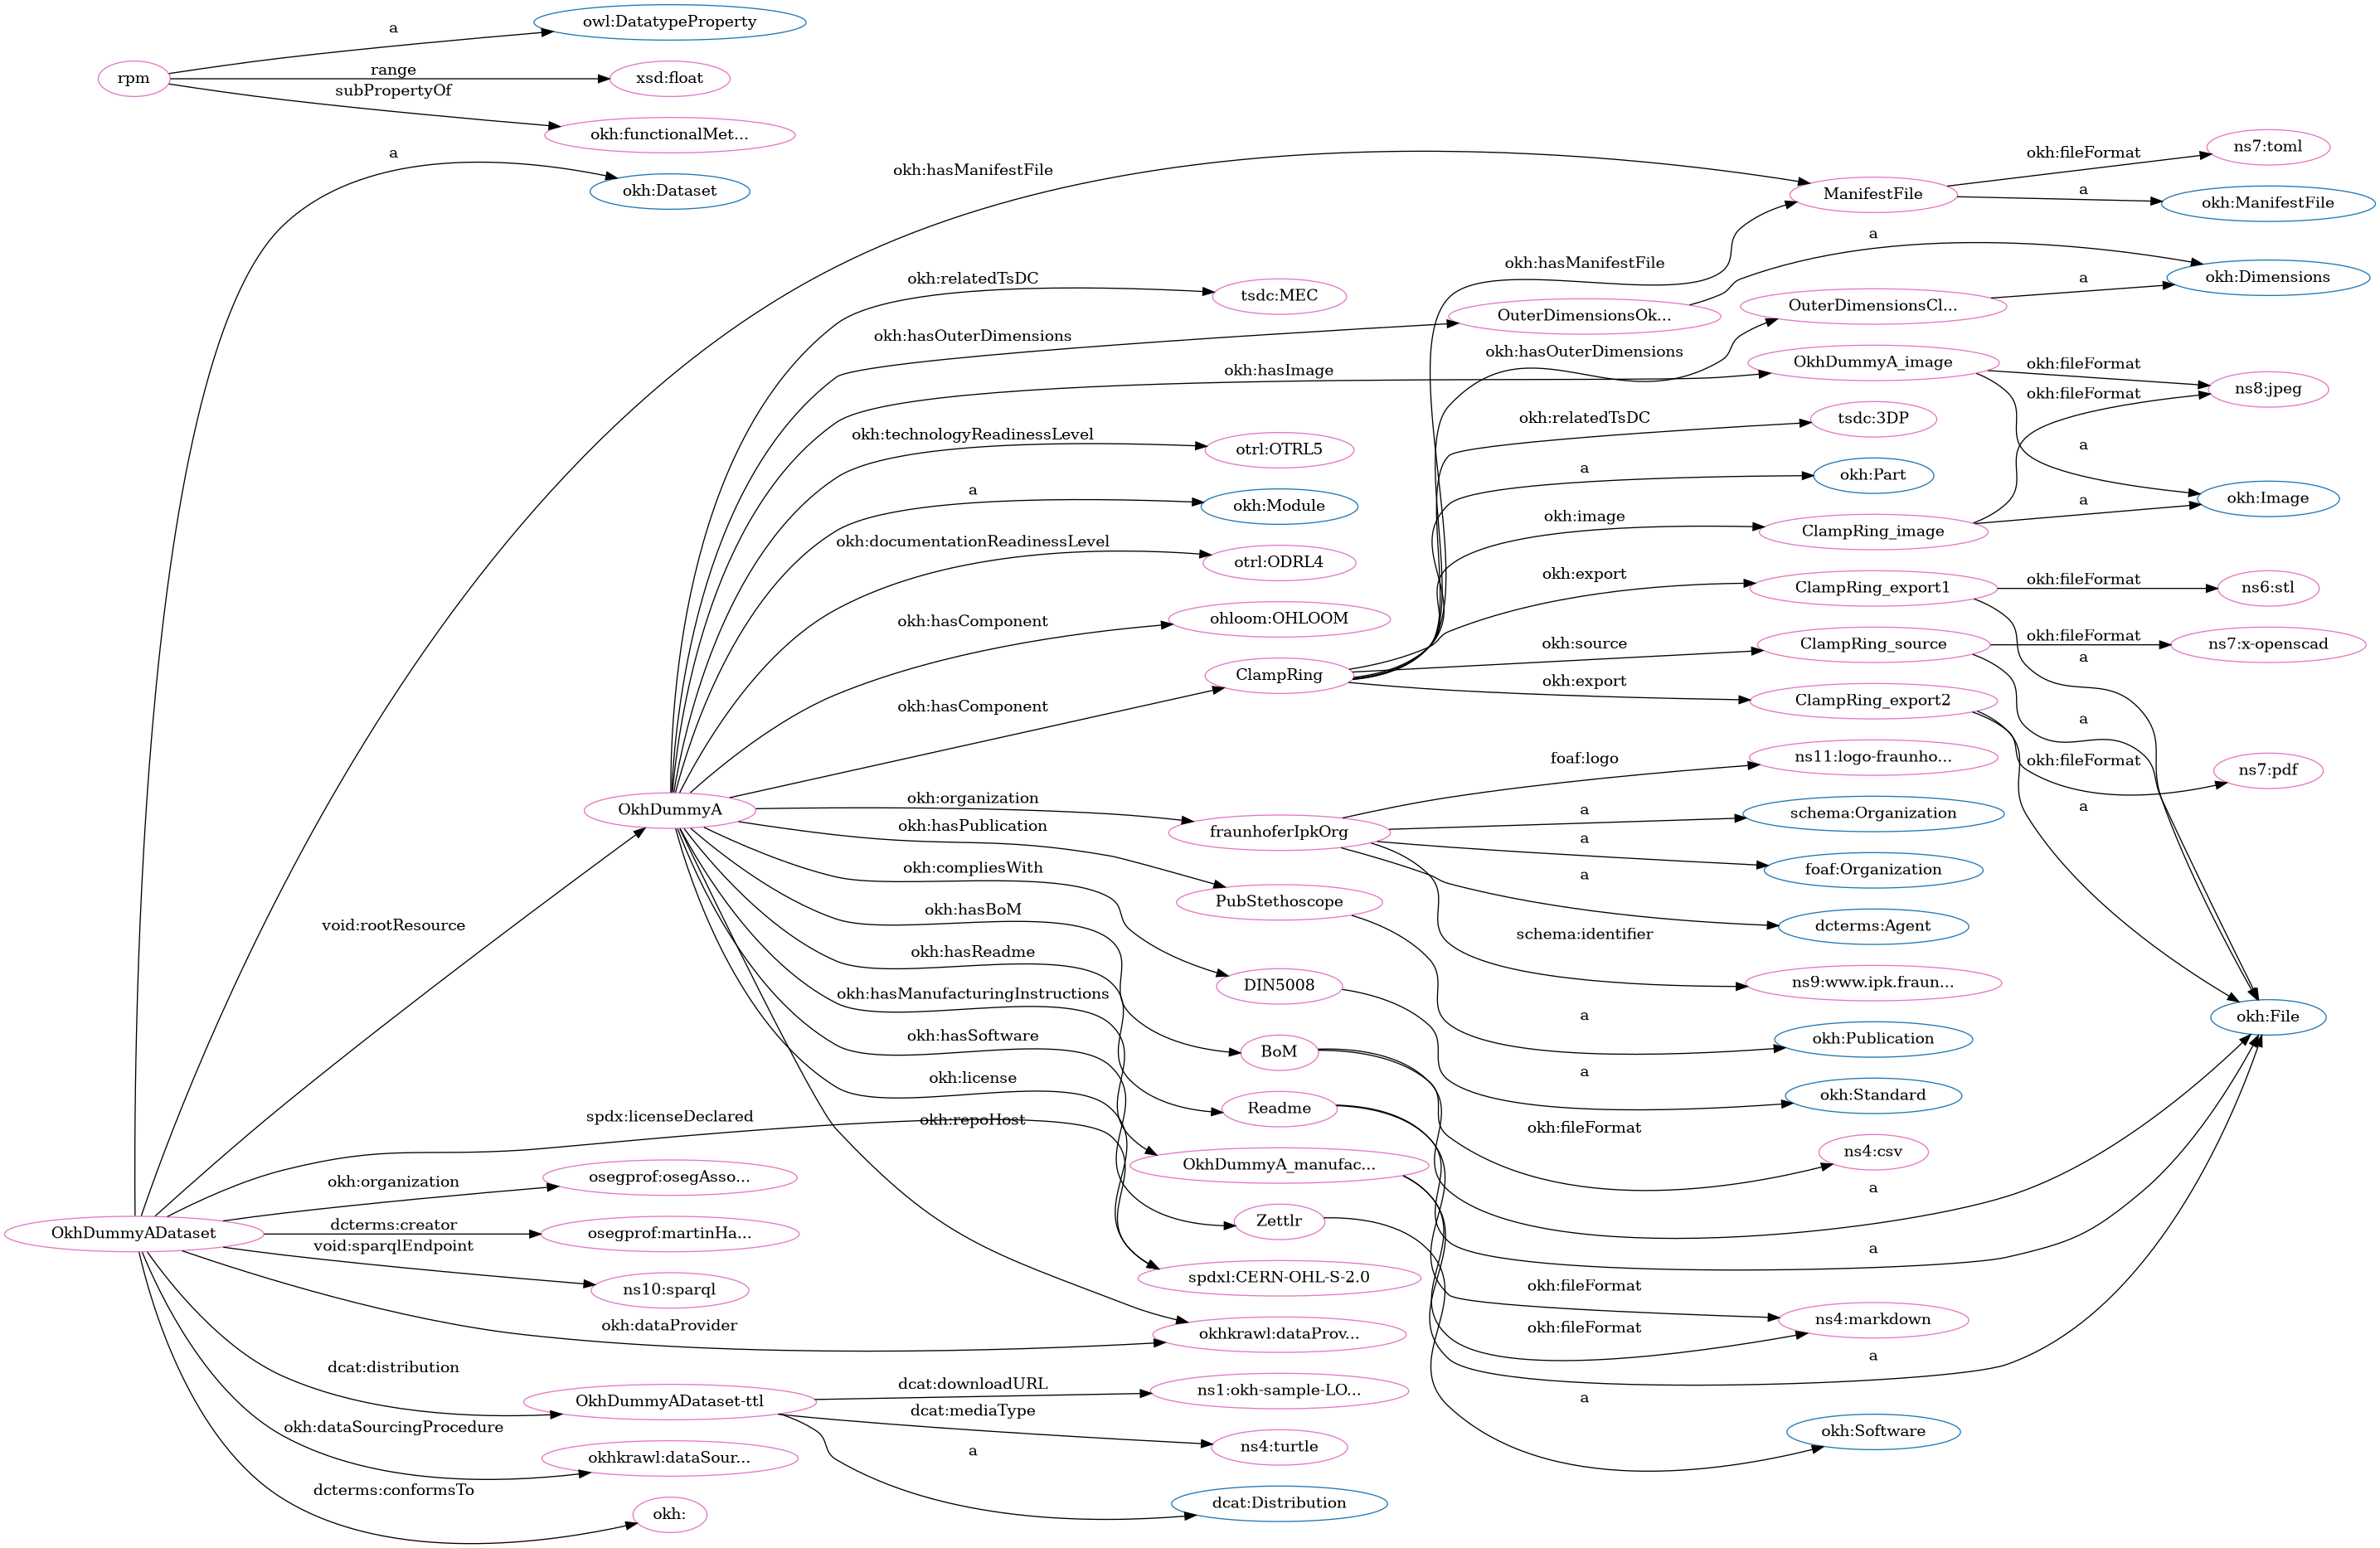 owl:DatatypeProperty
a
rpm
range
xsd:float
subPropertyOf
okh:functionalMet...
a
okh:Dataset
okh:hasManifestFile
ManifestFile
okh:fileFormat
ns7:toml
a
okh:ManifestFile
okh:relatedTsDC
tsdc:MEC
okh:hasManifestFile
a
okh:hasOuterDimensions
OuterDimensionsOk...
OuterDimensionsCl...
a
okh:Dimensions
okh:hasOuterDimensions
okh:hasImage
OkhDummyA_image
okh:fileFormat
ns8:jpeg
okh:fileFormat
okh:relatedTsDC
tsdc:3DP
okh:technologyReadinessLevel
otrl:OTRL5
a
a
okh:Part
a
okh:Module
a
okh:Image
okh:image
ClampRing_image
okh:documentationReadinessLevel
otrl:ODRL4
okh:export
ClampRing_export1
okh:fileFormat
ns6:stl
okh:hasComponent
ohloom:OHLOOM
okh:source
ClampRing_source
okh:fileFormat
ns7:x-openscad
a
ClampRing
okh:hasComponent
okh:export
ClampRing_export2
a
foaf:logo
ns11:logo-fraunho...
okh:fileFormat
ns7:pdf
OkhDummyA
okh:organization
fraunhoferIpkOrg
a
schema:Organization
a
okh:hasPublication
a
foaf:Organization
okh:compliesWith
a
PubStethoscope
okh:hasBoM
dcterms:Agent
void:rootResource
schema:identifier
okh:hasReadme
DIN5008
ns9:www.ipk.fraun...
okh:hasManufacturingInstructions
a
okh:File
okh:hasSoftware
BoM
okh:Publication
okh:license
a
okh:Standard
spdx:licenseDeclared
okh:repoHost
Readme
okh:fileFormat
ns4:csv
okh:organization
osegprof:osegAsso...
OkhDummyA_manufac...
a
OkhDummyADataset
dcterms:creator
osegprof:martinHa...
Zettlr
void:sparqlEndpoint
a
ns10:sparql
spdxl:CERN-OHL-S-2.0
okh:fileFormat
okh:dataProvider
okhkrawl:dataProv...
okh:fileFormat
ns4:markdown
a
dcat:distribution
OkhDummyADataset-ttl
dcat:downloadURL
ns1:okh-sample-LO...
a
dcat:mediaType
okh:dataSourcingProcedure
okhkrawl:dataSour...
ns4:turtle
a
okh:Software
dcterms:conformsTo
okh:
dcat:Distribution